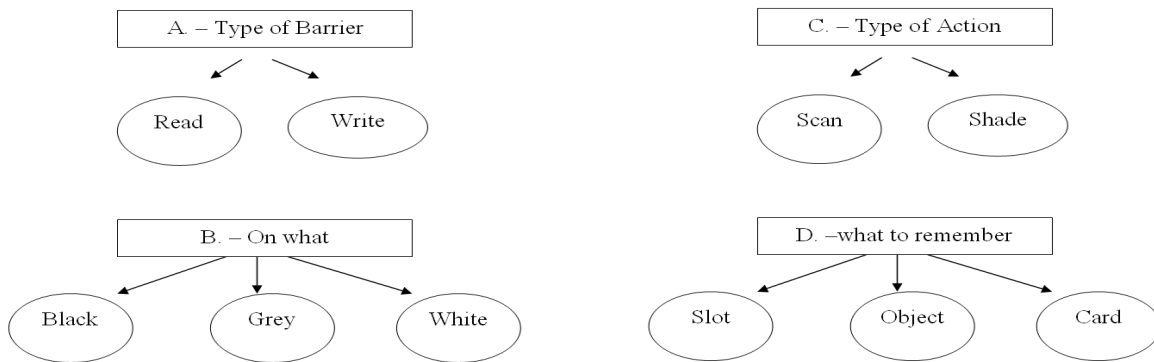 A. – Type of Barrier
Read
Write
B. – On what
Black
Grey
White
C. – Type of Action
Scan
Shade
D. –what to remember
Slot
Object
Card